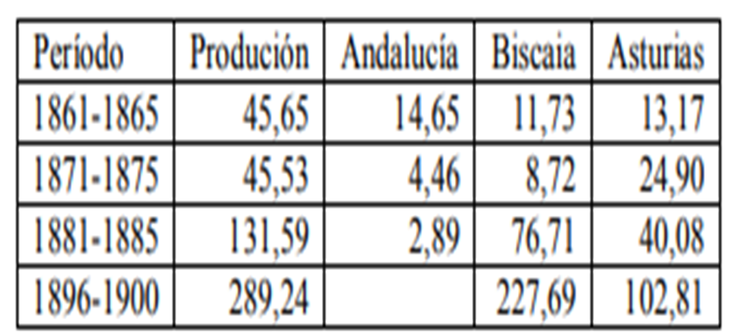 Período Produción Andalucía Biscaia Asturias
1861-1865 45,65 14,65 11,73 13,17
1871-1875 45,53 4,46 8,72 24,90
1881-1885 131,59 2,89 76,71 40,08
1896-1900 289,24 227,69 102,81